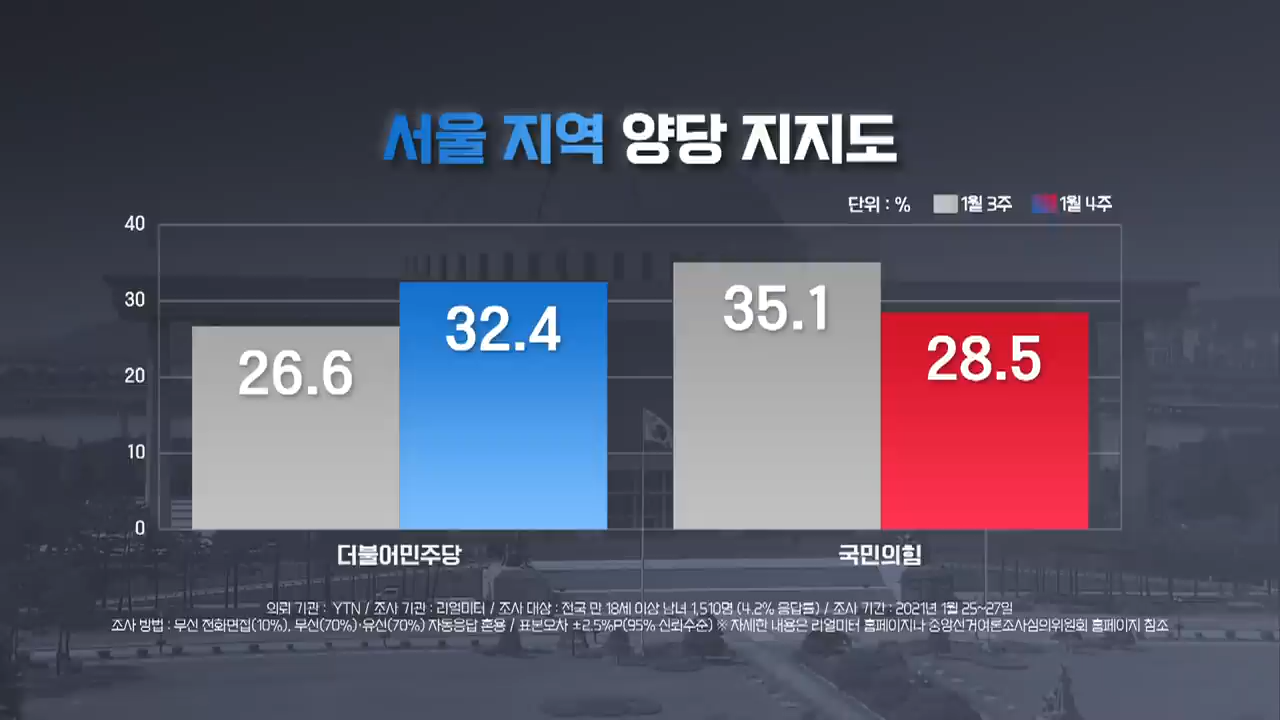 서울 지역 양당 지지도
단위 : % 1월 3주 1월 4주
40
30
20
10
0
26.6
32.4
35.1
28.5
더불어민주당
국민의힘
의뢰 기관 : YTN / 조사 기관 : 리얼미터 / 조사 대상 : 전국 만 18세 이상 남녀 1,510명 (4.2% 응답률) / 조사 기간 : 2021년 1월 25~27일
조사 방법 : 무선 전화면접(10%), 무선(70%)·유선(70%) 자동응답 혼용 / 표본오차 ±2.5%P(95% 신뢰수준) ※ 자세한 내용은 리얼미터 홈페이지나 중앙선거여론조사심의위원회 홈페이지 참조